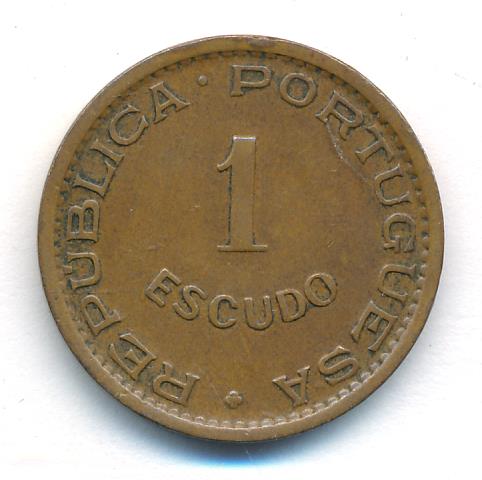 REPUBLICA · PORTUGUESA
1
ESCUDO